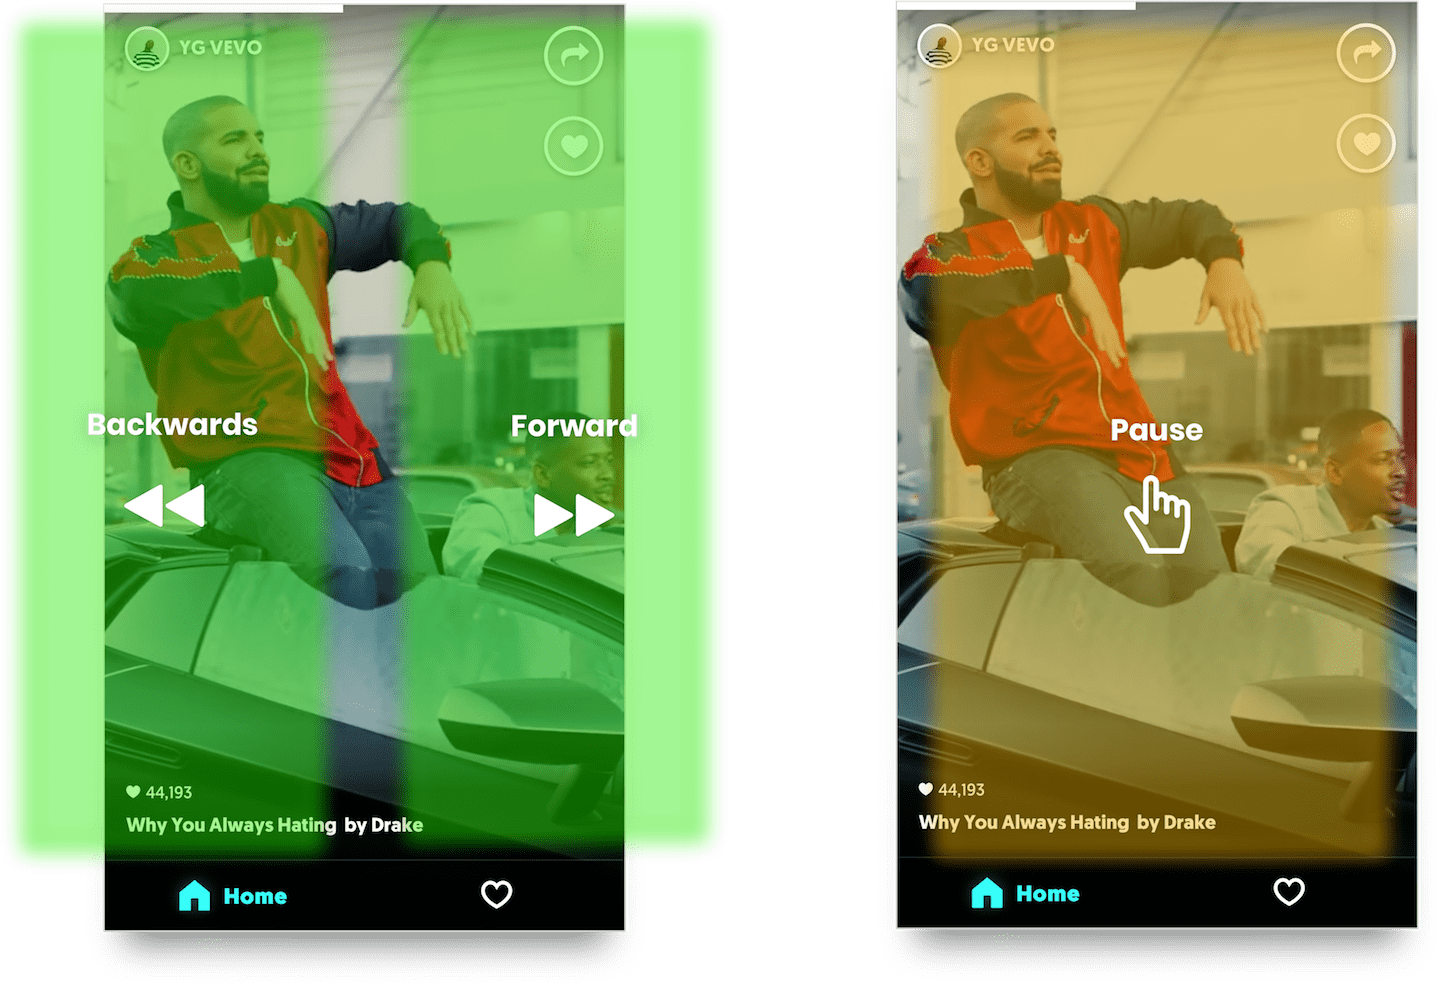 YG VEVO
Backwards
Forward
44,193
Why You Always Hating by Drake
Home
YG VEVO
Pause
44,193
Why You Always Hating by Drake
Home